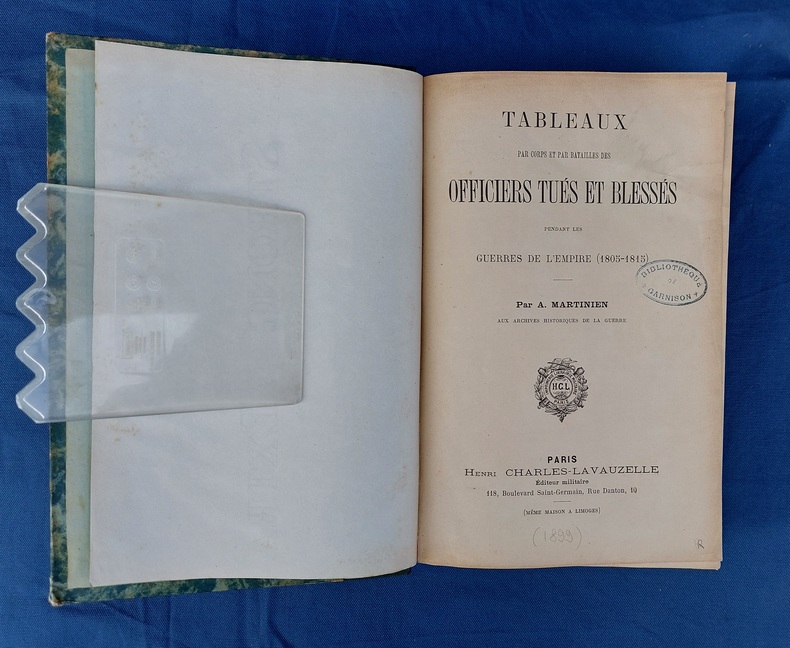 TABLEAUX
PAR CORPS ET PAR BATAILLES DES
OFFICIERS TUÉS ET BLESSÉS
PENDANT LES
GUERRES DE L'EMPIRE (1805-1815)
BIBLIOTHEQUE
DE
GARNISON
Par A. MARTINIEN
AUX ARCHIVES HISTORIQUES DE LA GUERRE
H.C.L
PARIS
PARIS
HENRI CHARLES-LAVAUZELLE
Éditeur militaire
118, Boulevard Saint-Germain, Rue Danton, 10
(MÊME MAISON A LIMOGES)
(1899)